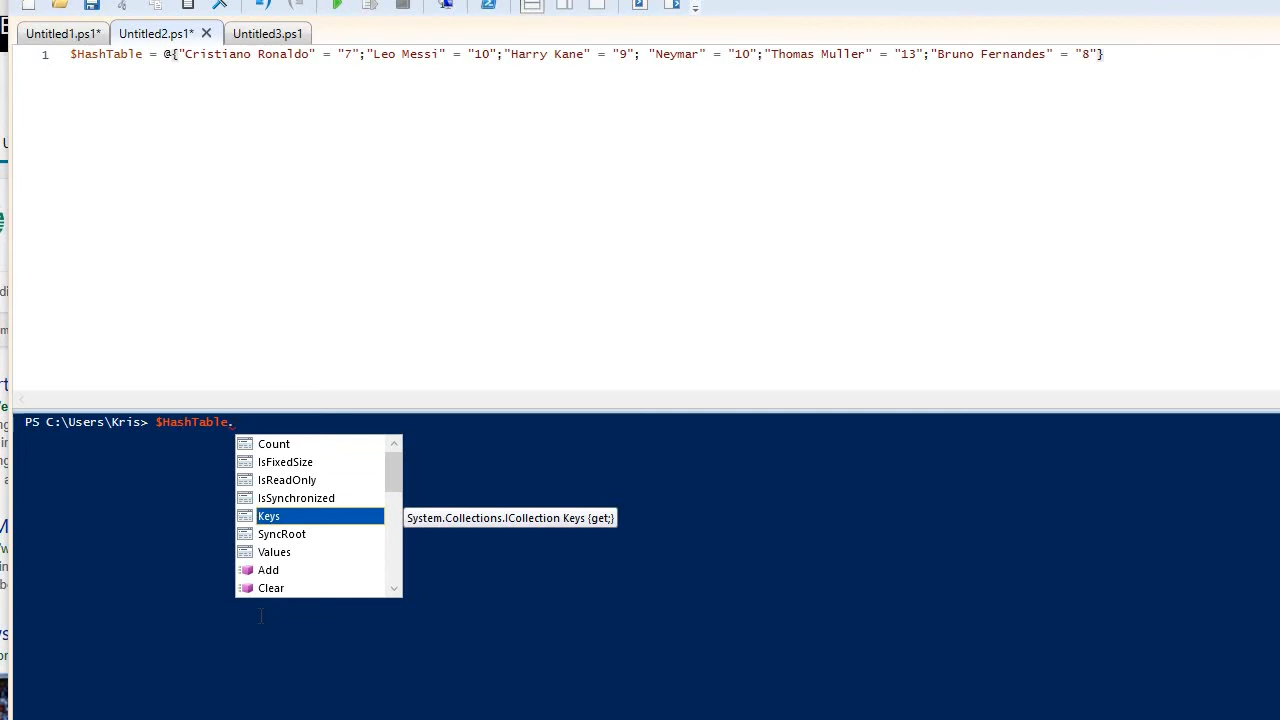 Untitled1.ps1* Untitled2.ps1* Untitled3.ps1
1 $HashTable = @{"Cristiano Ronaldo" = "7";"Leo Messi" = "10";"Harry Kane" = "9"; "Neymar" = "10";"Thomas Muller" = "13";"Bruno Fernandes" = "8"}
PS C:\Users\Kris> $HashTable.
Count
IsFixedSize
IsReadOnly
IsSynchronized
Keys System.Collections.ICollection Keys {get;}
SyncRoot
Values
Add
Clear